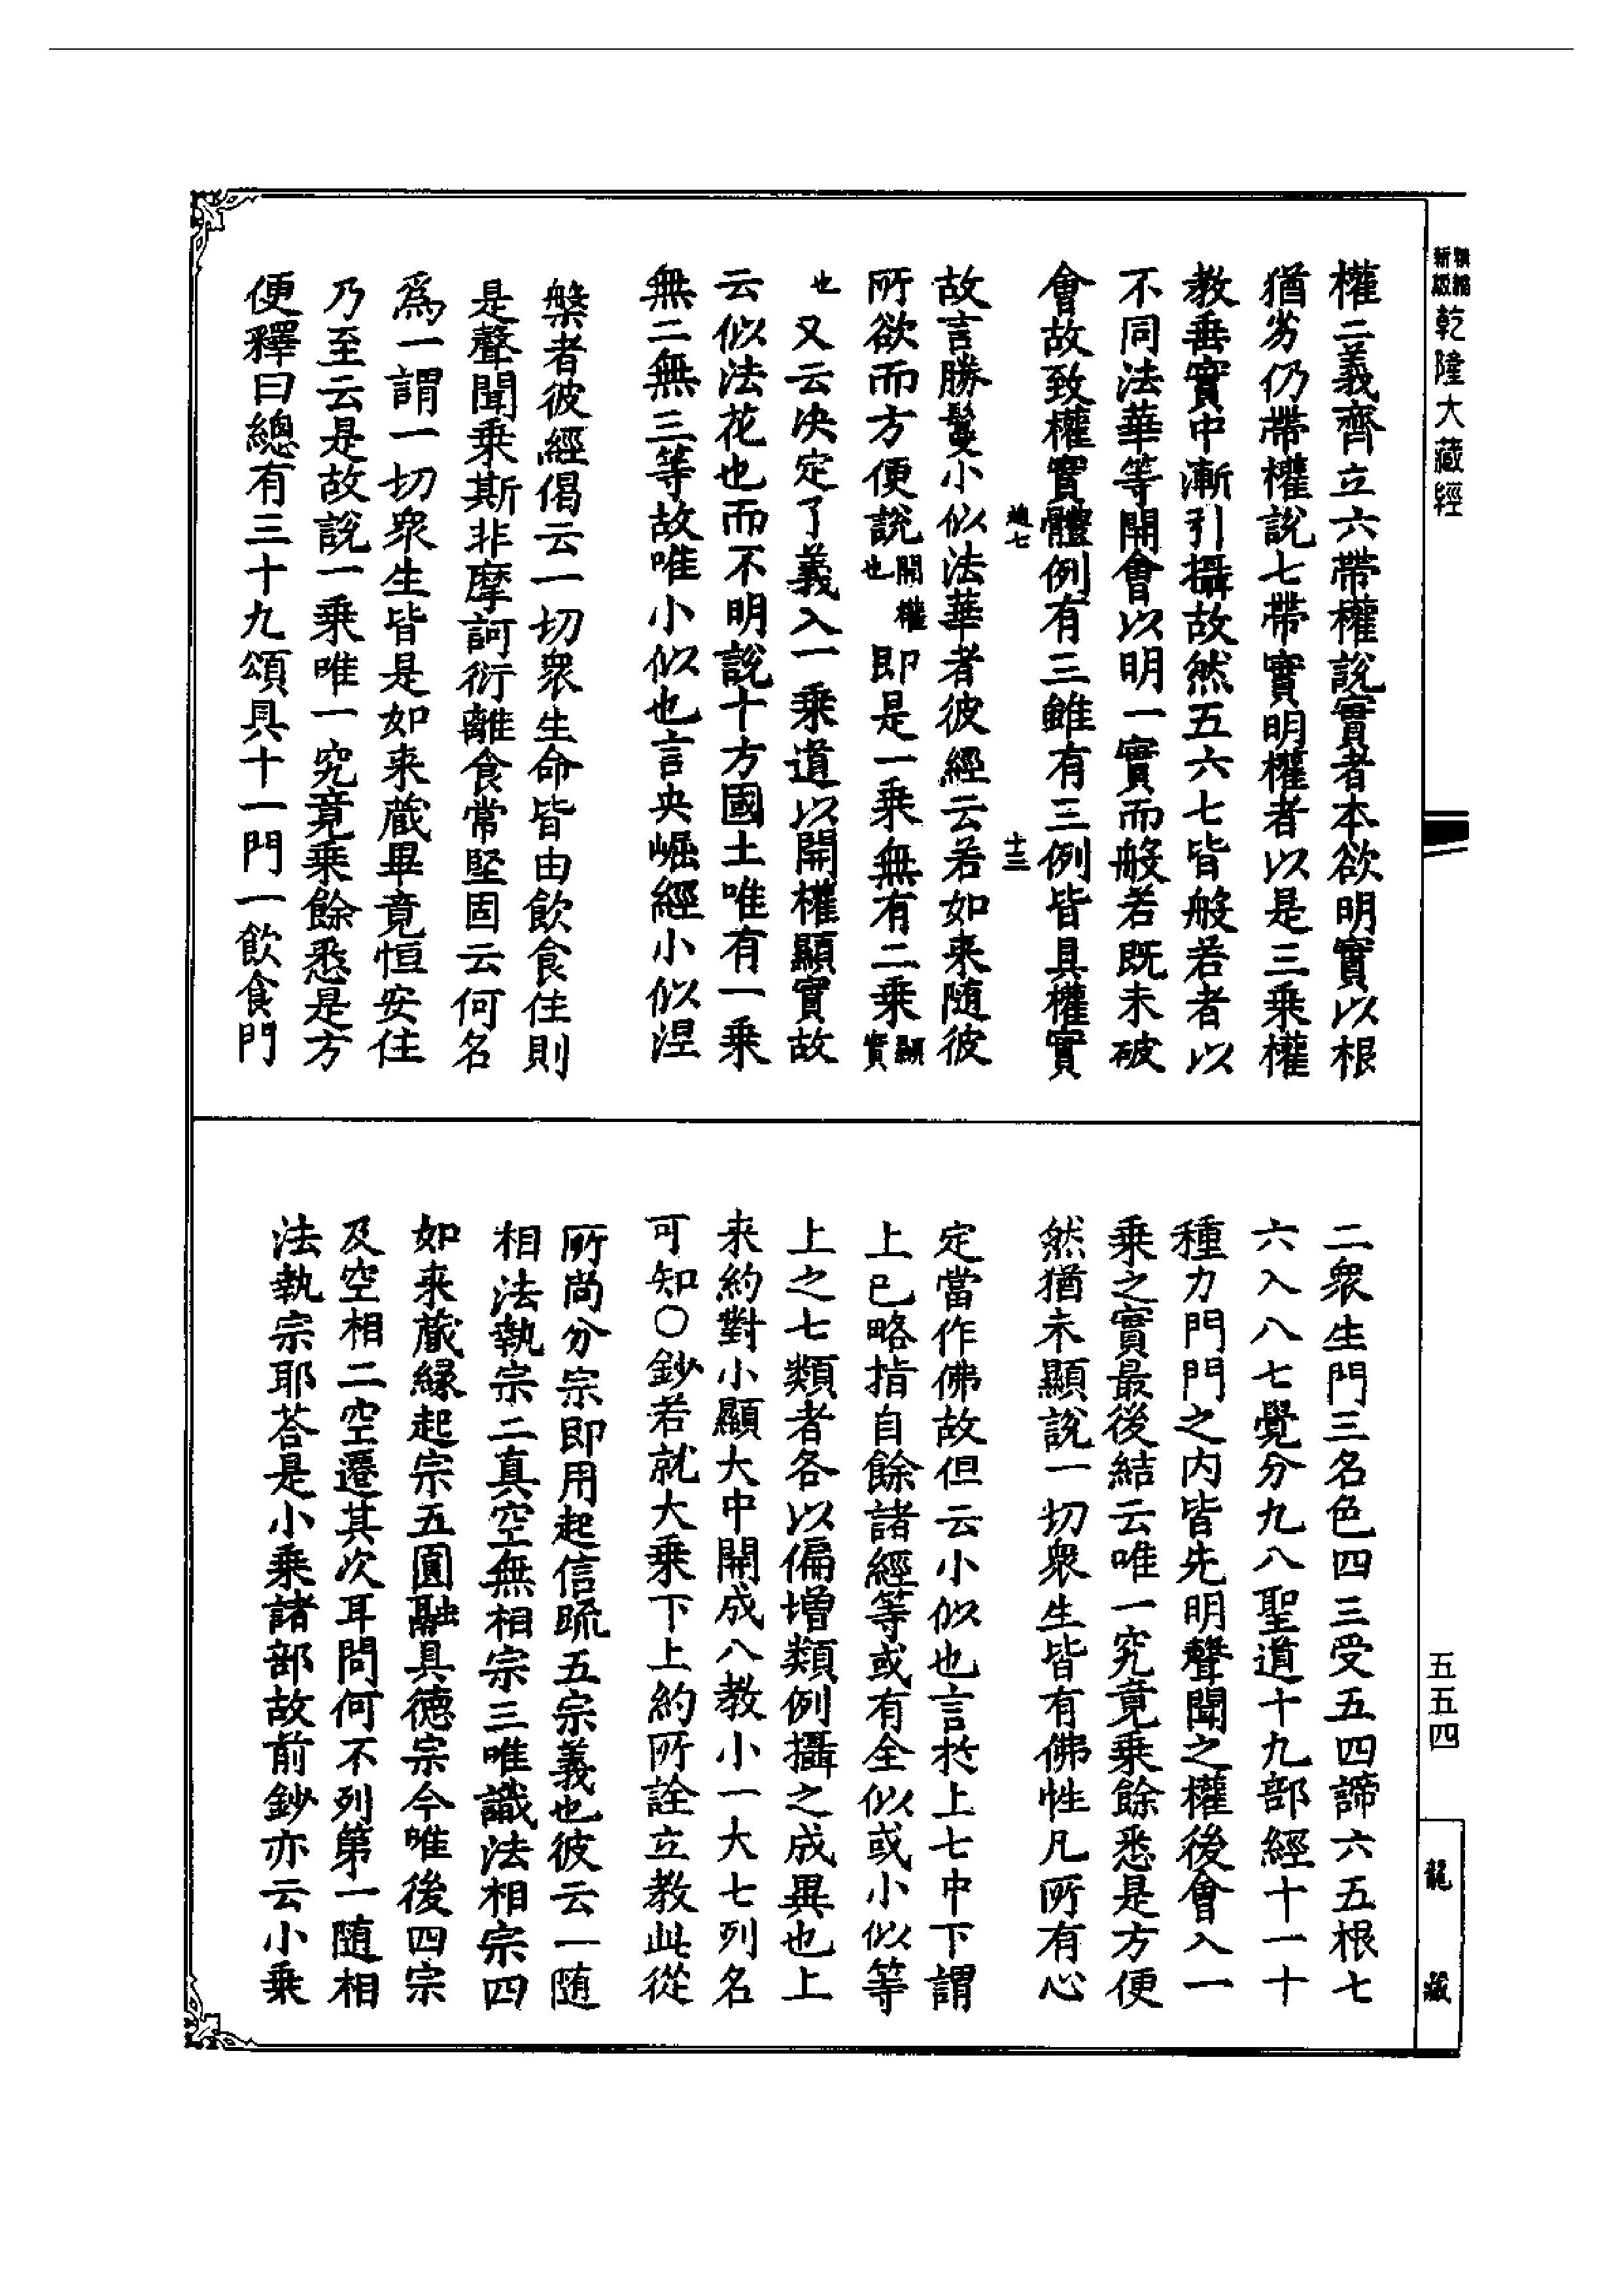 新編縮版
乾隆大藏經
權二義齊立六帶權說實者本欲明實以根
猶劣仍帶權說七帶實明權者以是三乘權
教垂實中漸引攝故然五六七皆般若者以
不同法華等開會以明一實而般若既未破
會故致權實體例有三雖有三例皆具權實
十三
故言勝鬘小似法華者彼經云若如来随彼
所欲而方便說開權也即是一乘無有二乘顯實
也又云决定了義入一乘道以開權顯實故
云似法花也而不明說十方國土唯有一乘
無二無三等故唯小似也言央崛經小似涅
槃者彼經偈云一切衆生命皆由飲食住則
是聲聞乘斯非摩訶衍離食常堅固云何名
爲一謂一切衆生皆是如来藏畢竟恒安住
乃至云是故說一乘唯一究竟乘餘悉是方
便釋曰總有三十九頌具十一門一飲食門
二衆生門三名色四三受五四諦六五根七
六入八七覺分九八聖道十九部經十一十
種力門門之内皆先明聲聞之權後會入一
乘之實最後結云唯一究竟乘餘悉是方便
然猶未顯說一切衆生皆有佛性凡所有心
定當作佛故但云小似也言於上七中下謂
上已略指自餘諸經等或有全似或小似等
上之七類者各以偏增類例攝之成異也上
来約對小顯大中開成八教小一大七列名
可知○鈔若就大乘下上約所詮立教此從
所尚分宗即用起信疏五宗義也彼云一随
相法執宗二真空無相宗三唯識法相宗四
如来藏緣起宗五圓融具德宗今唯後四宗
及空相二空遷其次耳問何不列第一随相
法執宗耶荅是小乘諸部故前鈔亦云小乘
五五四
龍藏